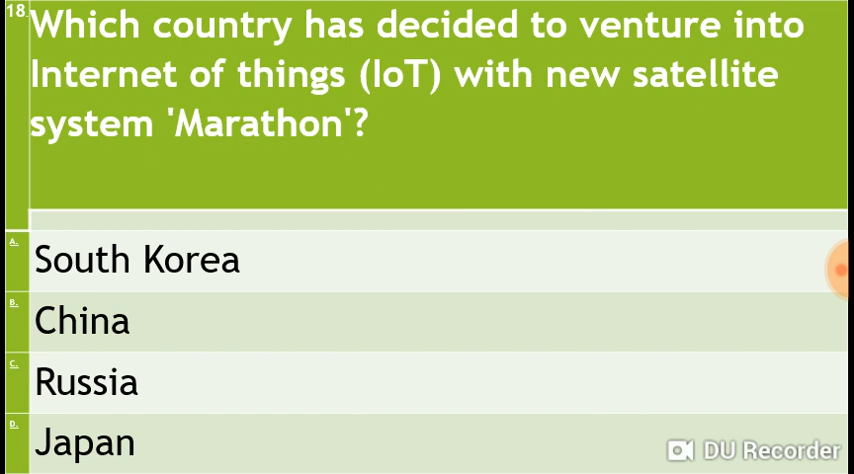 18.
Which country has decided to venture into
Internet of things (IoT) with new satellite
system 'Marathon'?
A.
South Korea
B.
China
C.
Russia
D.
Japan
DU Recorder